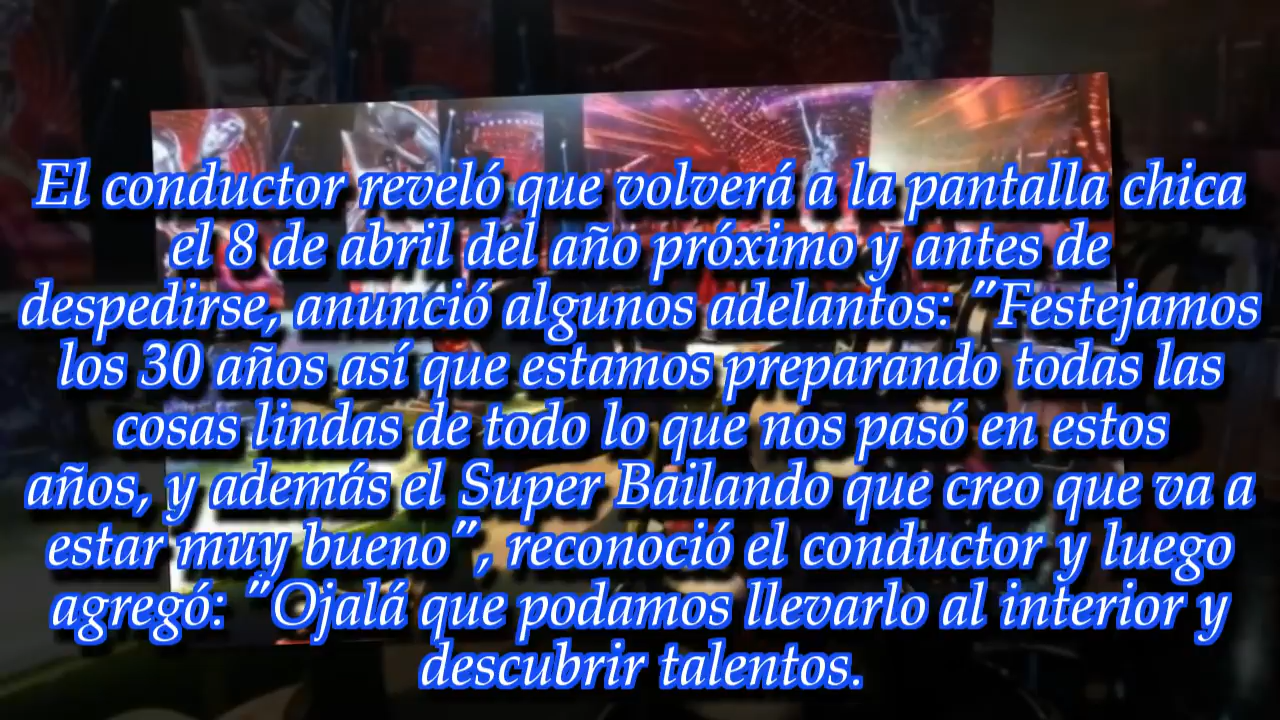 El conductor reveló que volverá a la pantalla chica
el 8 de abril del año próximo y antes de
despedirse, anunció algunos adelantos: "Festejamos
los 30 años así que estamos preparando todas las
cosas lindas de todo lo que nos pasó en estos
años, y además el Super Bailando que creo que va a
estar muy bueno", reconoció el conductor y luego
agregó: "Ojalá que podamos llevarlo al interior y
descubrir talentos.